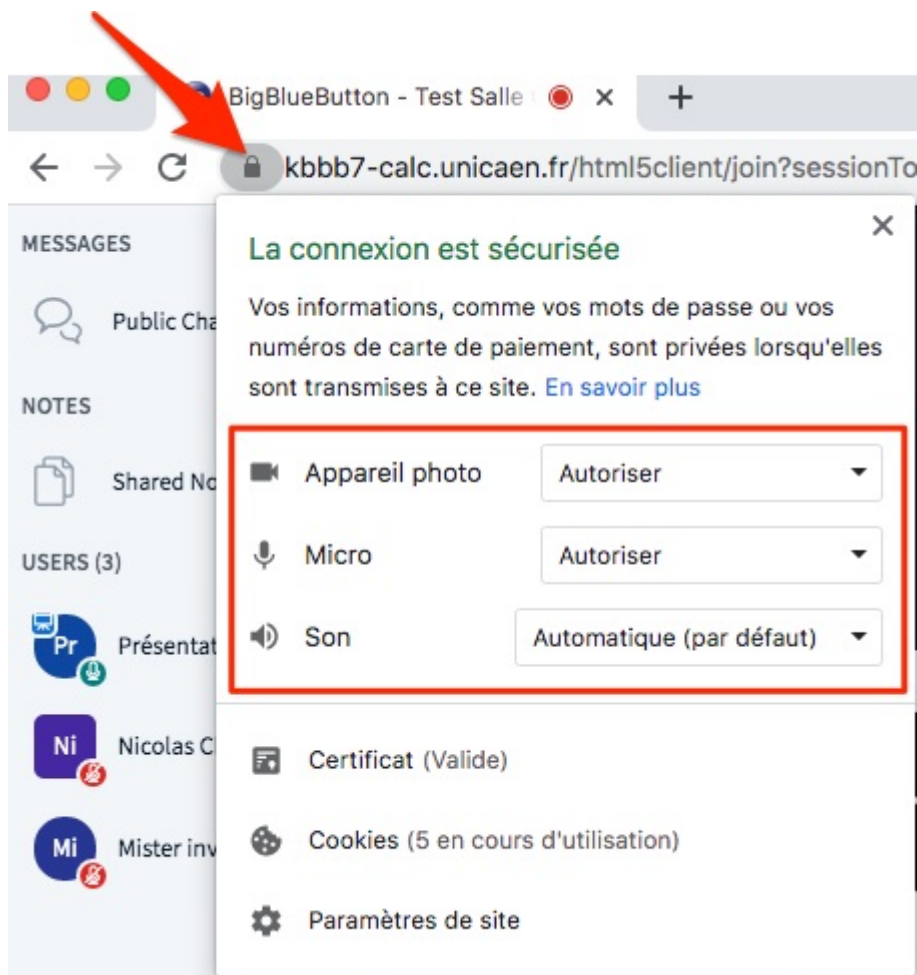 BigBlueButton - Test Salle
kbbb7-calc.unicaen.fr/html5client/join?sessionTo
MESSAGES
Public Cha
NOTES
Shared No
USERS (3)
Pr
Présentat
Ni
Nicolas C
Mi
Mister inv
La connexion est sécurisée
Vos informations, comme vos mots de passe ou vos
numéros de carte de paiement, sont privées lorsqu'elles
sont transmises à ce site. En savoir plus
Appareil photo Autoriser
Micro Autoriser
Son Automatique (par défaut)
Certificat (Valide)
Cookies (5 en cours d'utilisation)
Paramètres de site